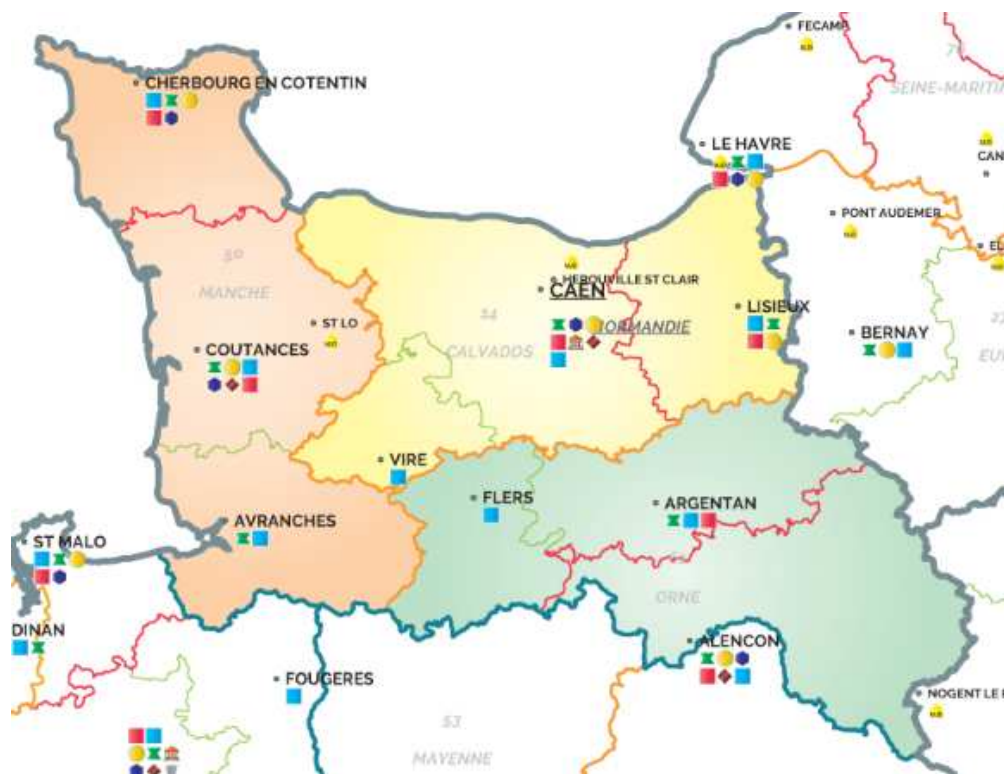 FECAMP
CHERBOURG EN COTENTIN
SEINE-MARITI
LE HAVRE
CAN
PONT AUDEMER
50
MANCHE
HEROUVILLE ST CLAIR
CAEN
14
CALVADOS
LISIEUX
ST LO
BERNAY
27
COUTANCES
VIRE
FLERS
ARGENTAN
AVRANCHES
ST MALO
ORNE
DINAN
ALENCON
FOUGERES
NOGENT LE
53
MAYENNE